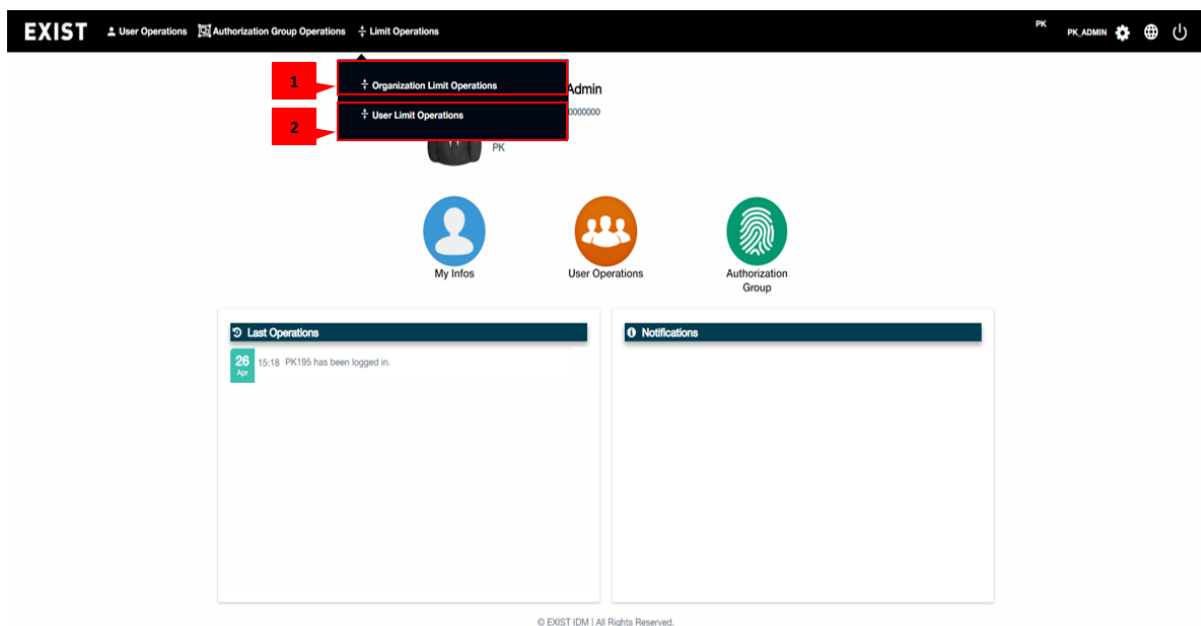 EXIST User Operations Authorization Group Operations Limit Operations PK PK_ADMIN
1 Organization Limit Operations
2 User Limit Operations
Admin
0000000
PK
My Infos User Operations Authorization
Group
Last Operations Notifications
26
Apr
15:18 PK195 has been logged in.
© EXIST IDM | All Rights Reserved.